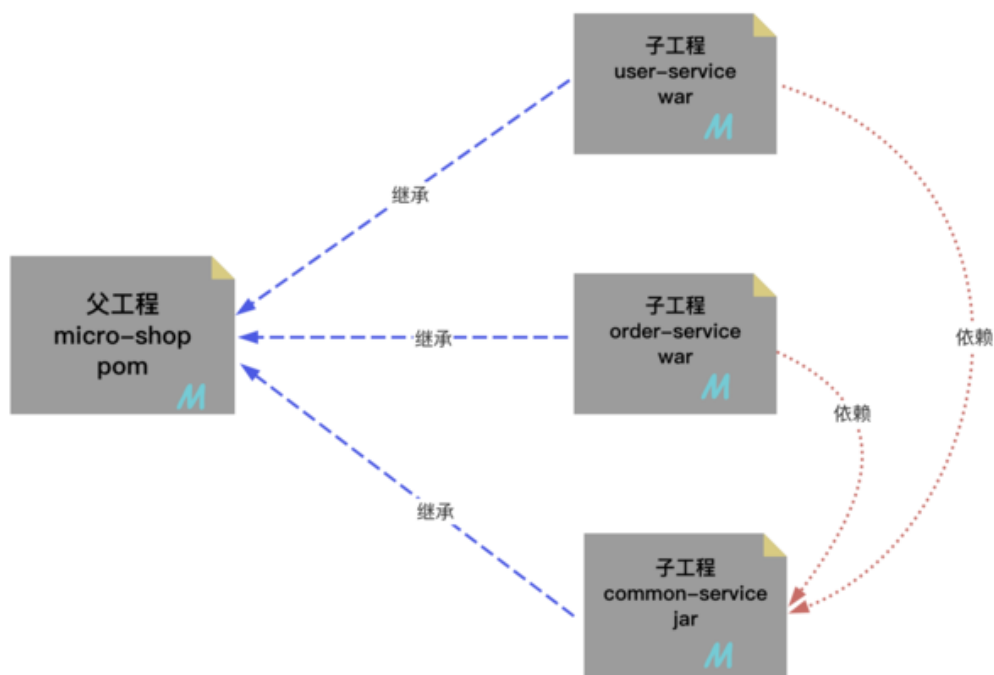 子工程
user-service
war
继承
父工程
micro-shop
pom
子工程
order-service
war
继承
依赖
依赖
继承
子工程
common-service
jar